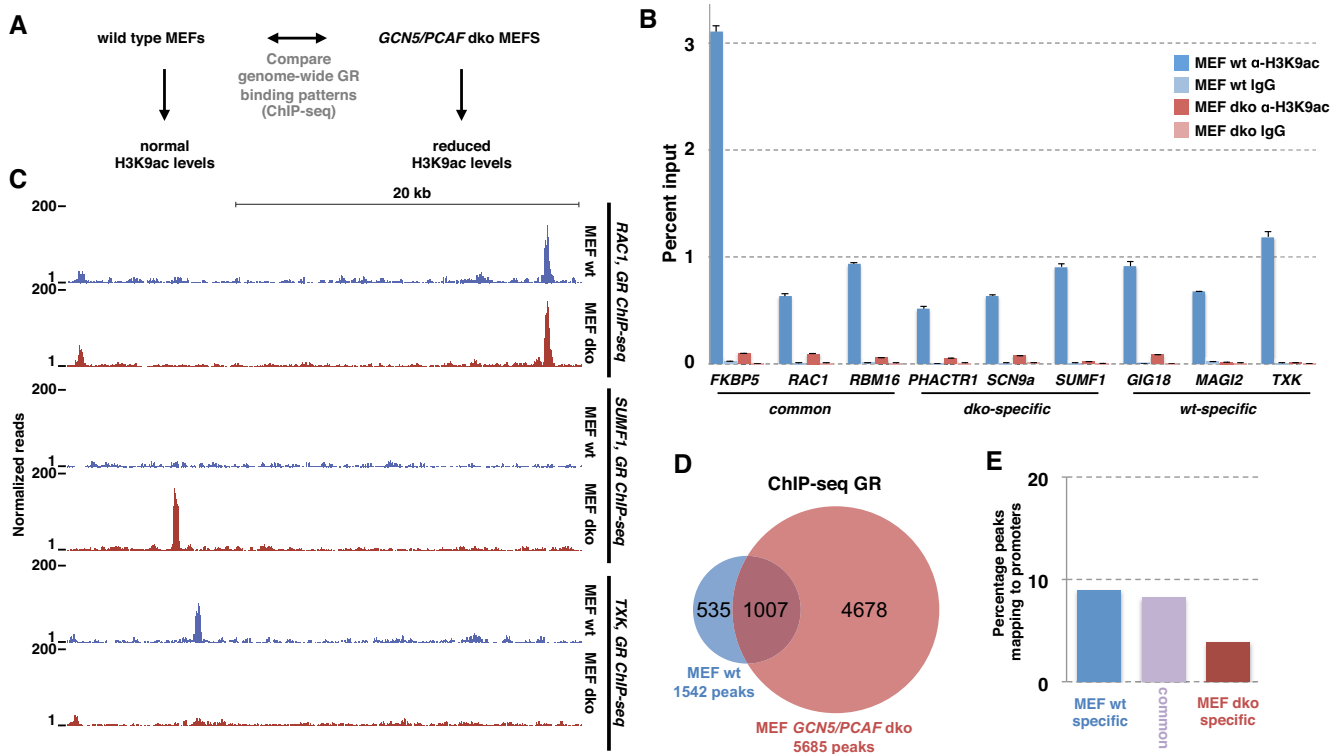 A
wild type MEFs
GCN5/PCAF dko MEFS
Compare
genome-wide GR
binding patterns
(ChIP-seq)
normal
H3K9ac levels
reduced
H3K9ac levels
B
Percent input
3
2
1
0
MEF wt α-H3K9ac
MEF wt IgG
MEF dko α-H3K9ac
MEF dko IgG
FKBP5
RAC1
RBM16
PHACTR1
SCN9a
SUMF1
GIG18
MAGI2
TXK
common
dko-specific
wt-specific
C
20 kb
Normalized reads
200
1
MEF wt
200
1
MEF dko
RAC1, GR ChIP-seq
200
1
MEF wt
200
1
MEF dko
SUMF1, GR ChIP-seq
200
1
MEF wt
200
1
MEF dko
TXK, GR ChIP-seq
D
ChIP-seq GR
535
1007
4678
MEF wt
1542 peaks
MEF GCN5/PCAF dko
5685 peaks
E
Percentage peaks
mapping to promoters
20
10
0
MEF wt
specific
common
MEF dko
specific